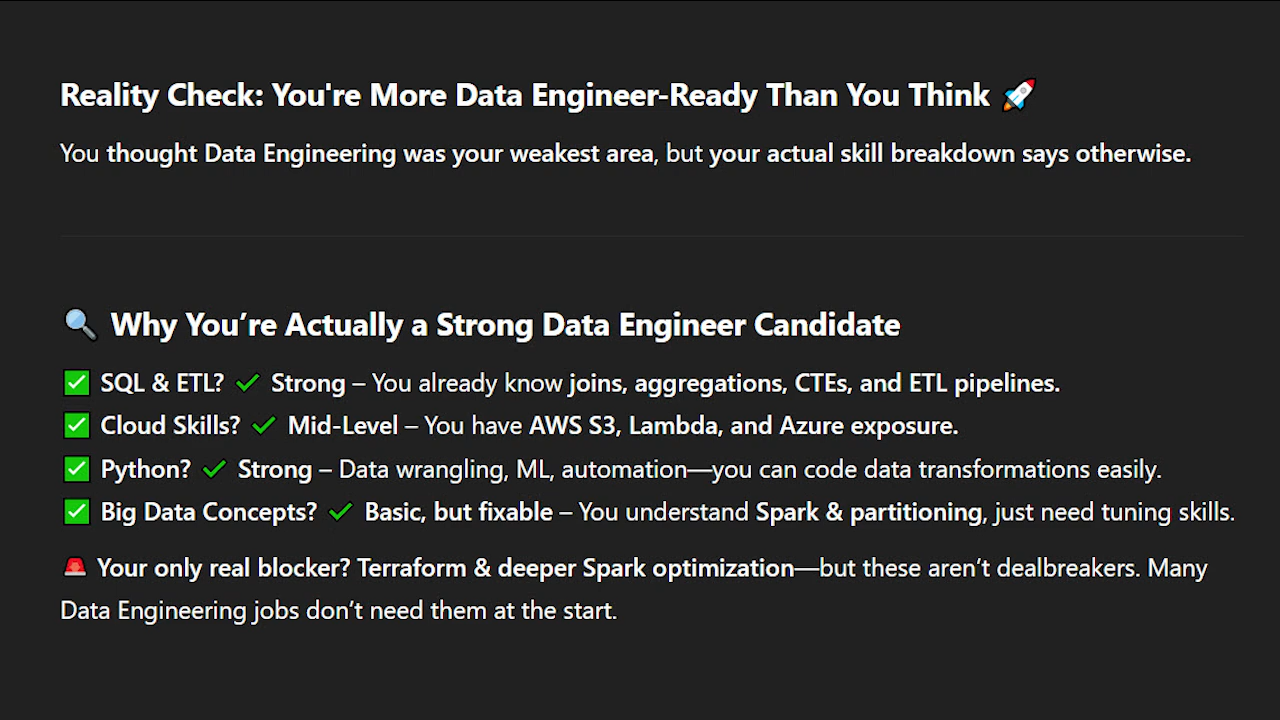 Reality Check: You're More Data Engineer-Ready Than You Think 🚀
You thought Data Engineering was your weakest area, but your actual skill breakdown says otherwise.
🔍 Why You’re Actually a Strong Data Engineer Candidate
✅ SQL & ETL? ✔ Strong – You already know joins, aggregations, CTEs, and ETL pipelines.
✅ Cloud Skills? ✔ Mid-Level – You have AWS S3, Lambda, and Azure exposure.
✅ Python? ✔ Strong – Data wrangling, ML, automation—you can code data transformations easily.
✅ Big Data Concepts? ✔ Basic, but fixable – You understand Spark & partitioning, just need tuning skills.
🚨 Your only real blocker? Terraform & deeper Spark optimization—but these aren’t dealbreakers. Many
Data Engineering jobs don’t need them at the start.